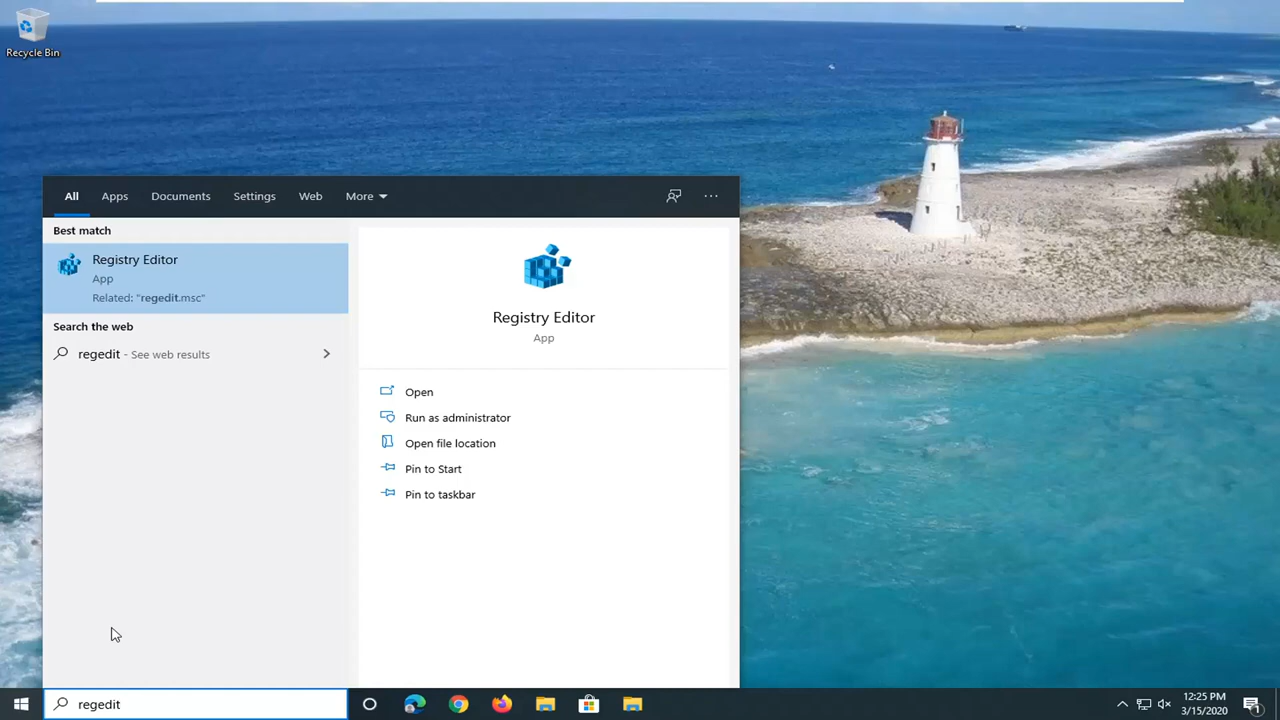 Recycle Bin
All Apps Documents Settings Web More
Best match
Registry Editor
App
Related: "regedit.msc"
Search the web
regedit - See web results
Registry Editor
App
Open
Run as administrator
Open file location
Pin to Start
Pin to taskbar
regedit
12:25 PM
3/15/2020
1